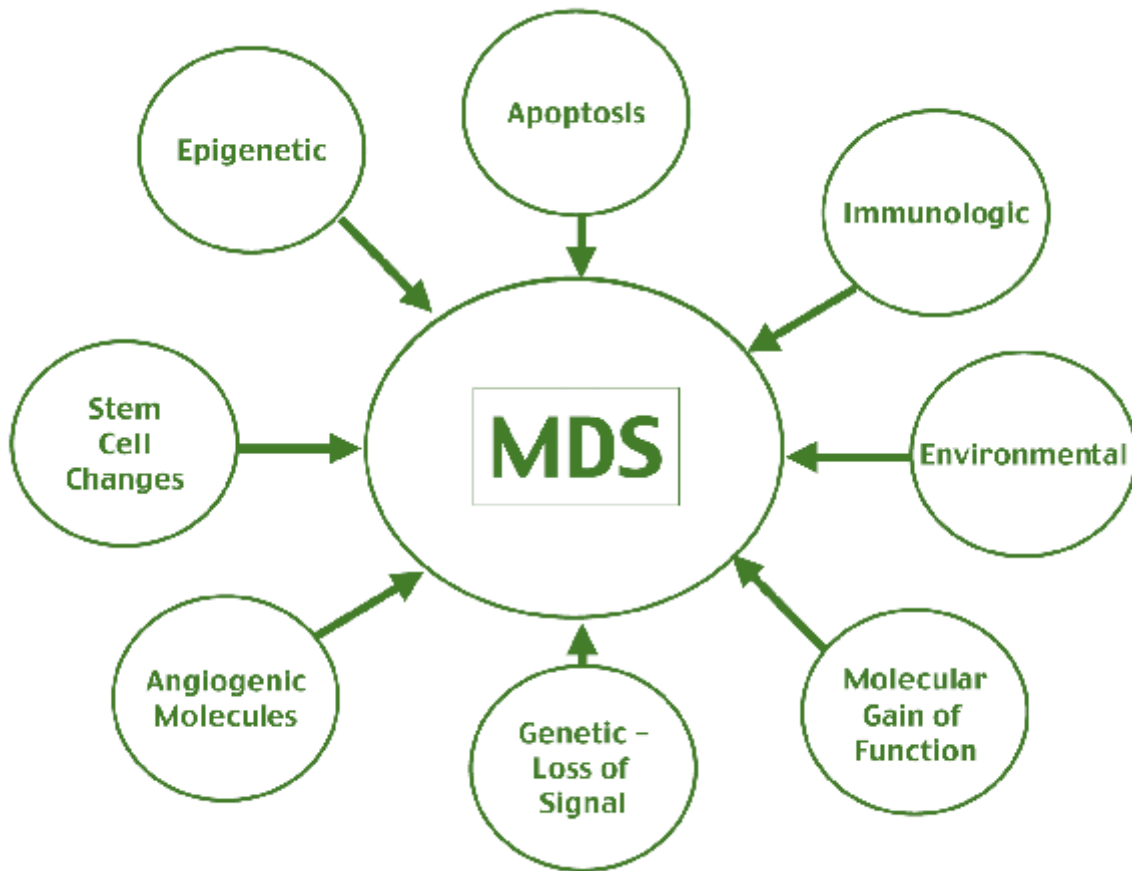 Apoptosis
Epigenetic
Immunologic
MDS
Stem
Cell
Changes
Environmental
Angiogenic
Molecules
Molecular
Gain of
Function
Genetic –
Loss of
Signal